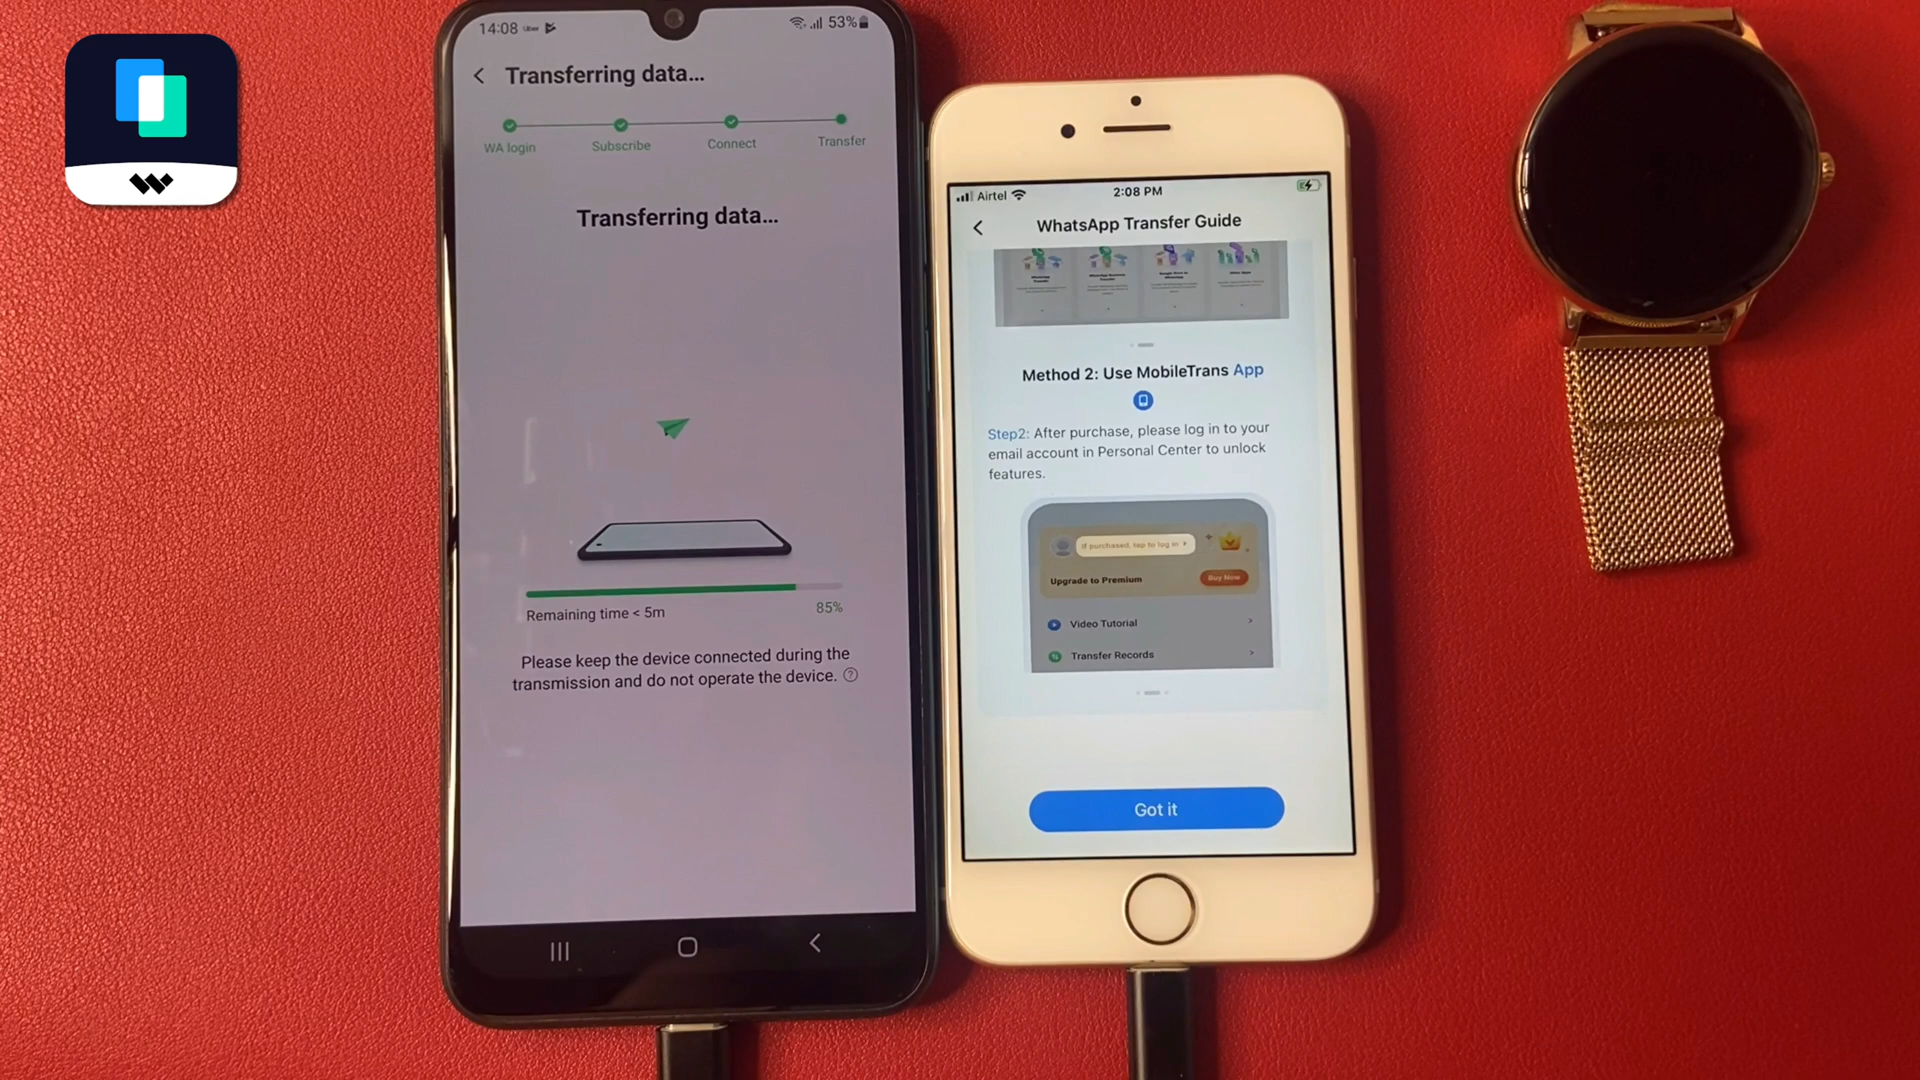 14:08 Uber
53%
Transferring data...
WA login
Subscribe
Connect
Transfer
Transferring data...
Remaining time < 5m
85%
Please keep the device connected during the
transmission and do not operate the device.
Airtel
2:08 PM
WhatsApp Transfer Guide
Method 2: Use MobileTrans App
Step2: After purchase, please log in to your
email account in Personal Center to unlock
features.
If purchased, tap to log in >
Upgrade to Premium
Buy Now
Video Tutorial
Transfer Records
Got it